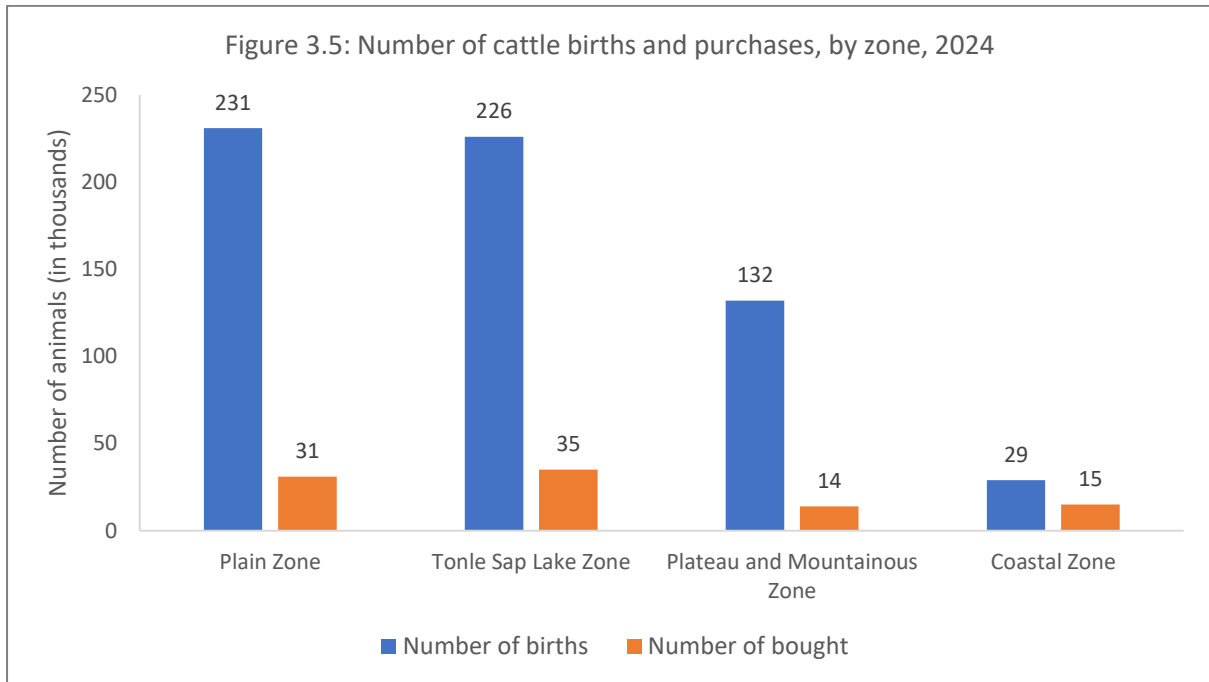 Figure 3.5: Number of cattle births and purchases, by zone, 2024
Number of animals (in thousands)
250
200
150
100
50
0
231
31
226
35
132
14
29
15
Plain Zone
Tonle Sap Lake Zone
Plateau and Mountainous
Zone
Coastal Zone
Number of births
Number of bought